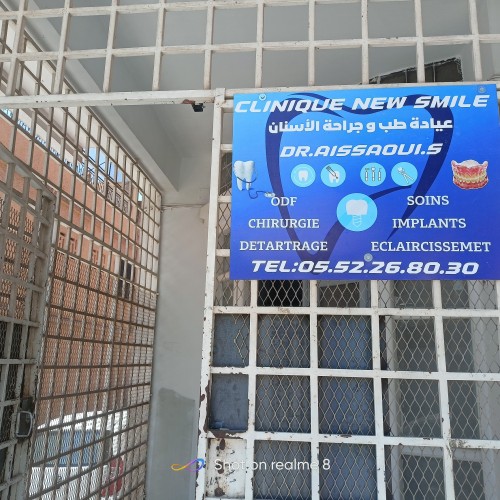 CLINIQUE NEW SMILE
عيادة طب و جراحة الأسنان
DR.AISSAOUI.S
ODF SOINS
CHIRURGIE IMPLANTS
DETARTRAGE ECLAIRCISSEMET
TEL:05.52.26.80.30
Shot on realme 8